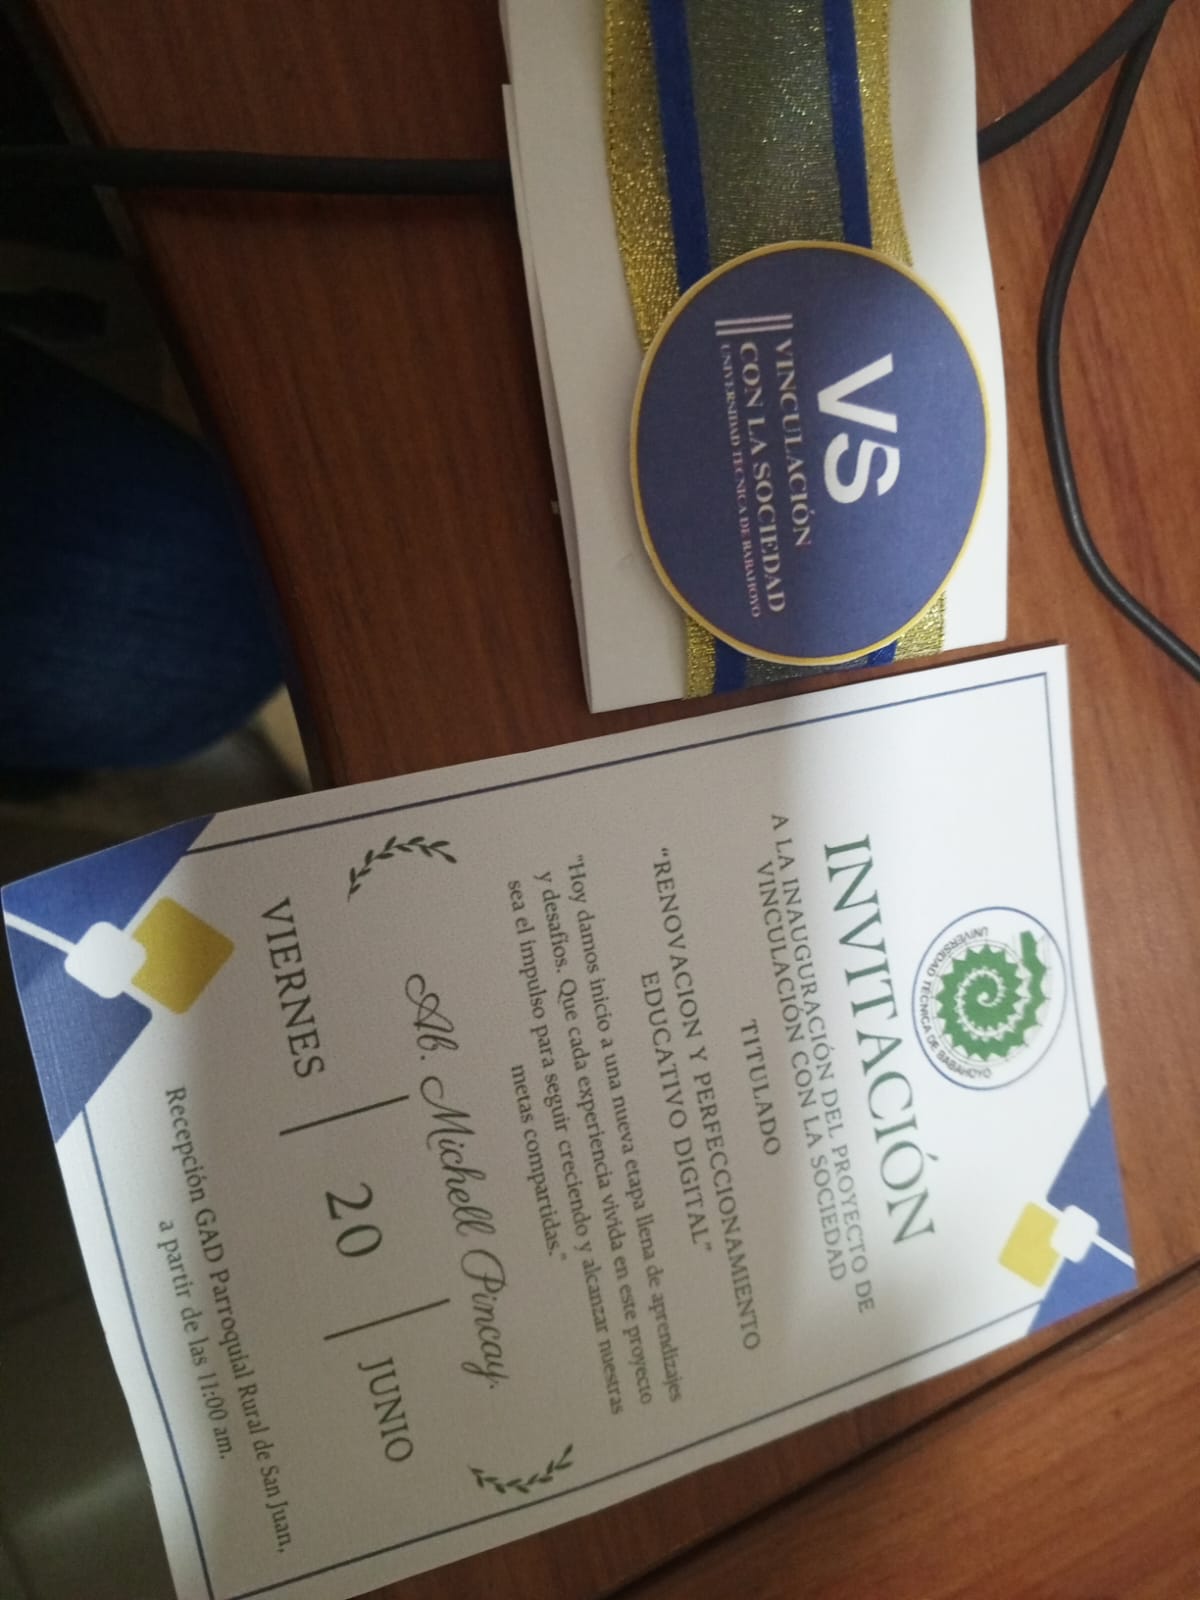 VS
VINCULACIÓN
CON LA SOCIEDAD
UNIVERSIDAD TECNICA DE BABAHOYO
UNIVERSIDAD TÉCNICA DE BABAHOYO
INVITACIÓN
A LA INAUGURACIÓN DEL PROYECTO DE
VINCULACIÓN CON LA SOCIEDAD
TITULADO
“RENOVACION Y PERFECCIONAMIENTO
EDUCATIVO DIGITAL”
"Hoy damos inicio a una nueva etapa llena de aprendizajes
y desafíos. Que cada experiencia vivida en este proyecto
sea el impulso para seguir creciendo y alcanzar nuestras
metas compartidas."
Ab. Michell Pincay.
VIERNES | 20 | JUNIO
Recepción GAD Parroquial Rural de San Juan,
a partir de las 11:00 am.